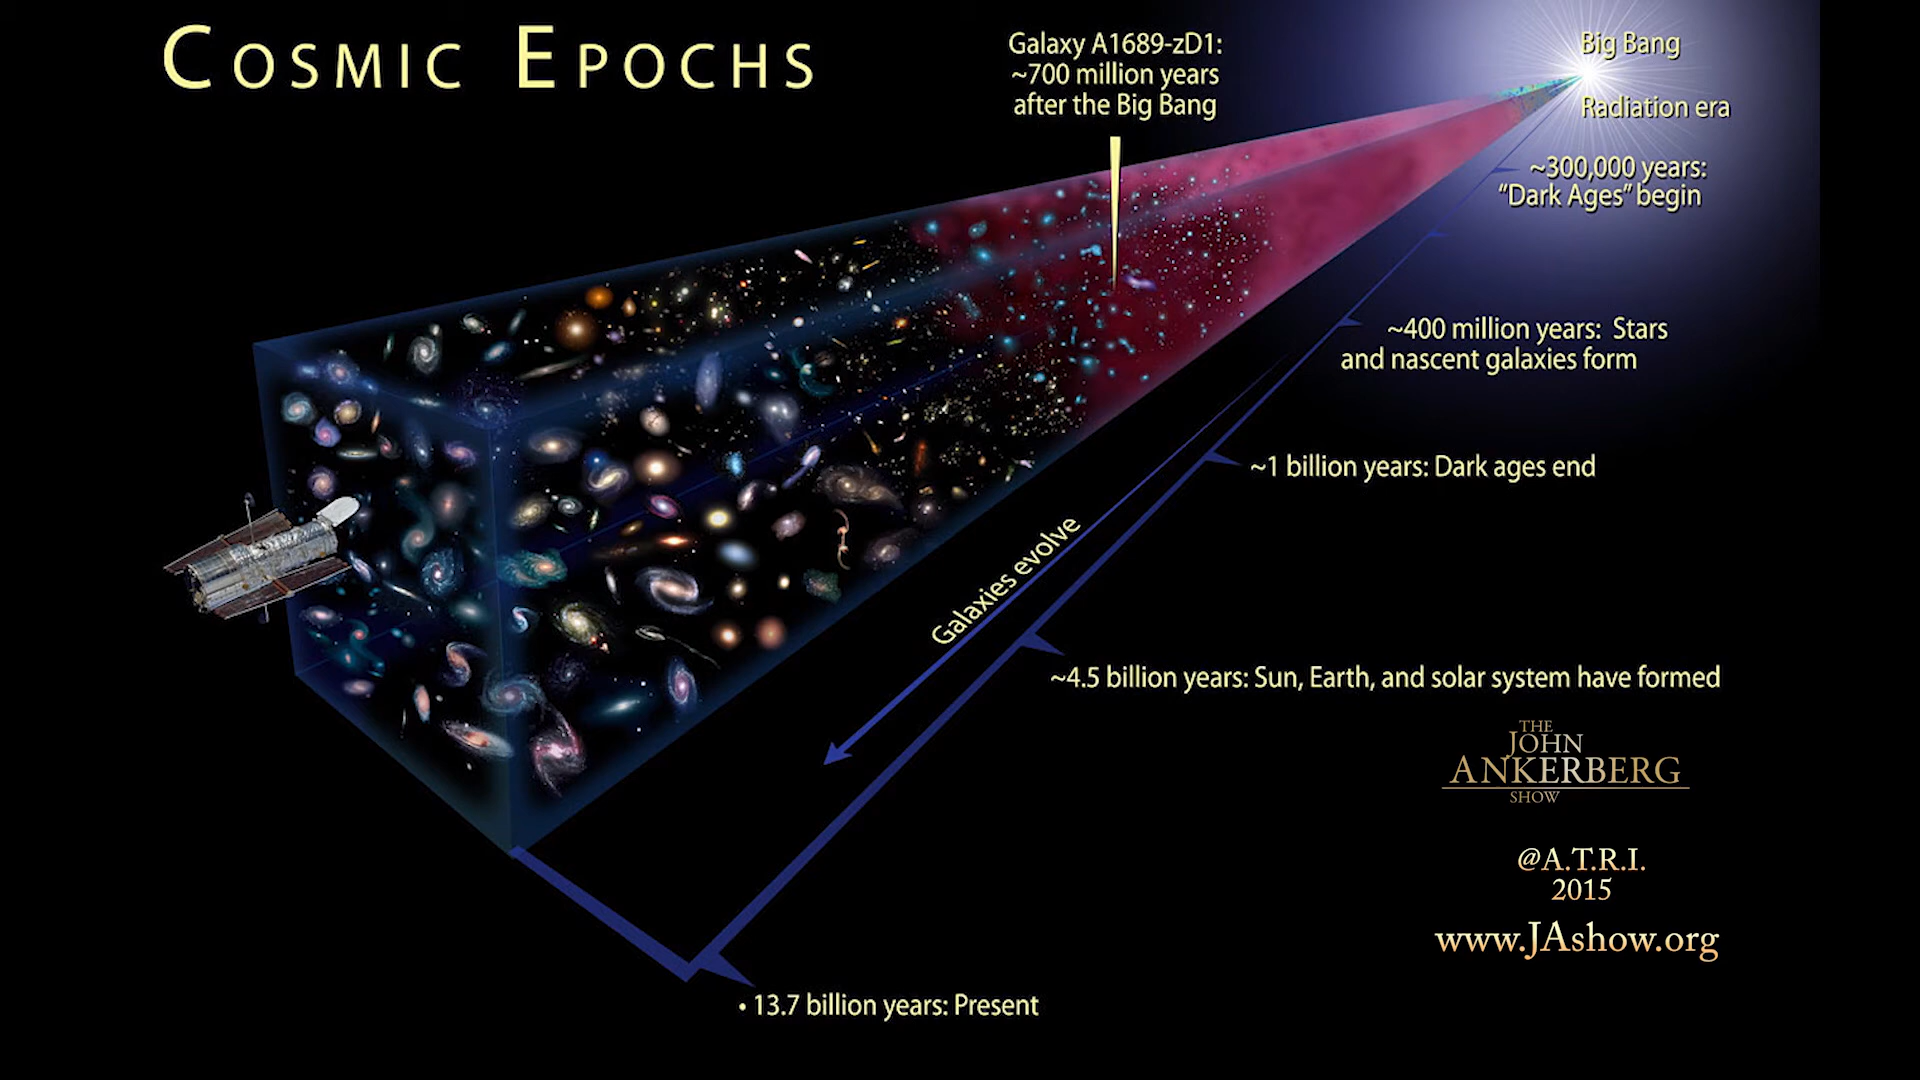 COSMIC EPOCHS
Galaxy A1689-zD1:
~700 million years
after the Big Bang
Big Bang
Radiation era
~300,000 years:
“Dark Ages” begin
~400 million years: Stars
and nascent galaxies form
~1 billion years: Dark ages end
Galaxies evolve
~4.5 billion years: Sun, Earth, and solar system have formed
THE
JOHN
ANKERBERG
SHOW
@A.T.R.I.
2015
www.JAshow.org
• 13.7 billion years: Present